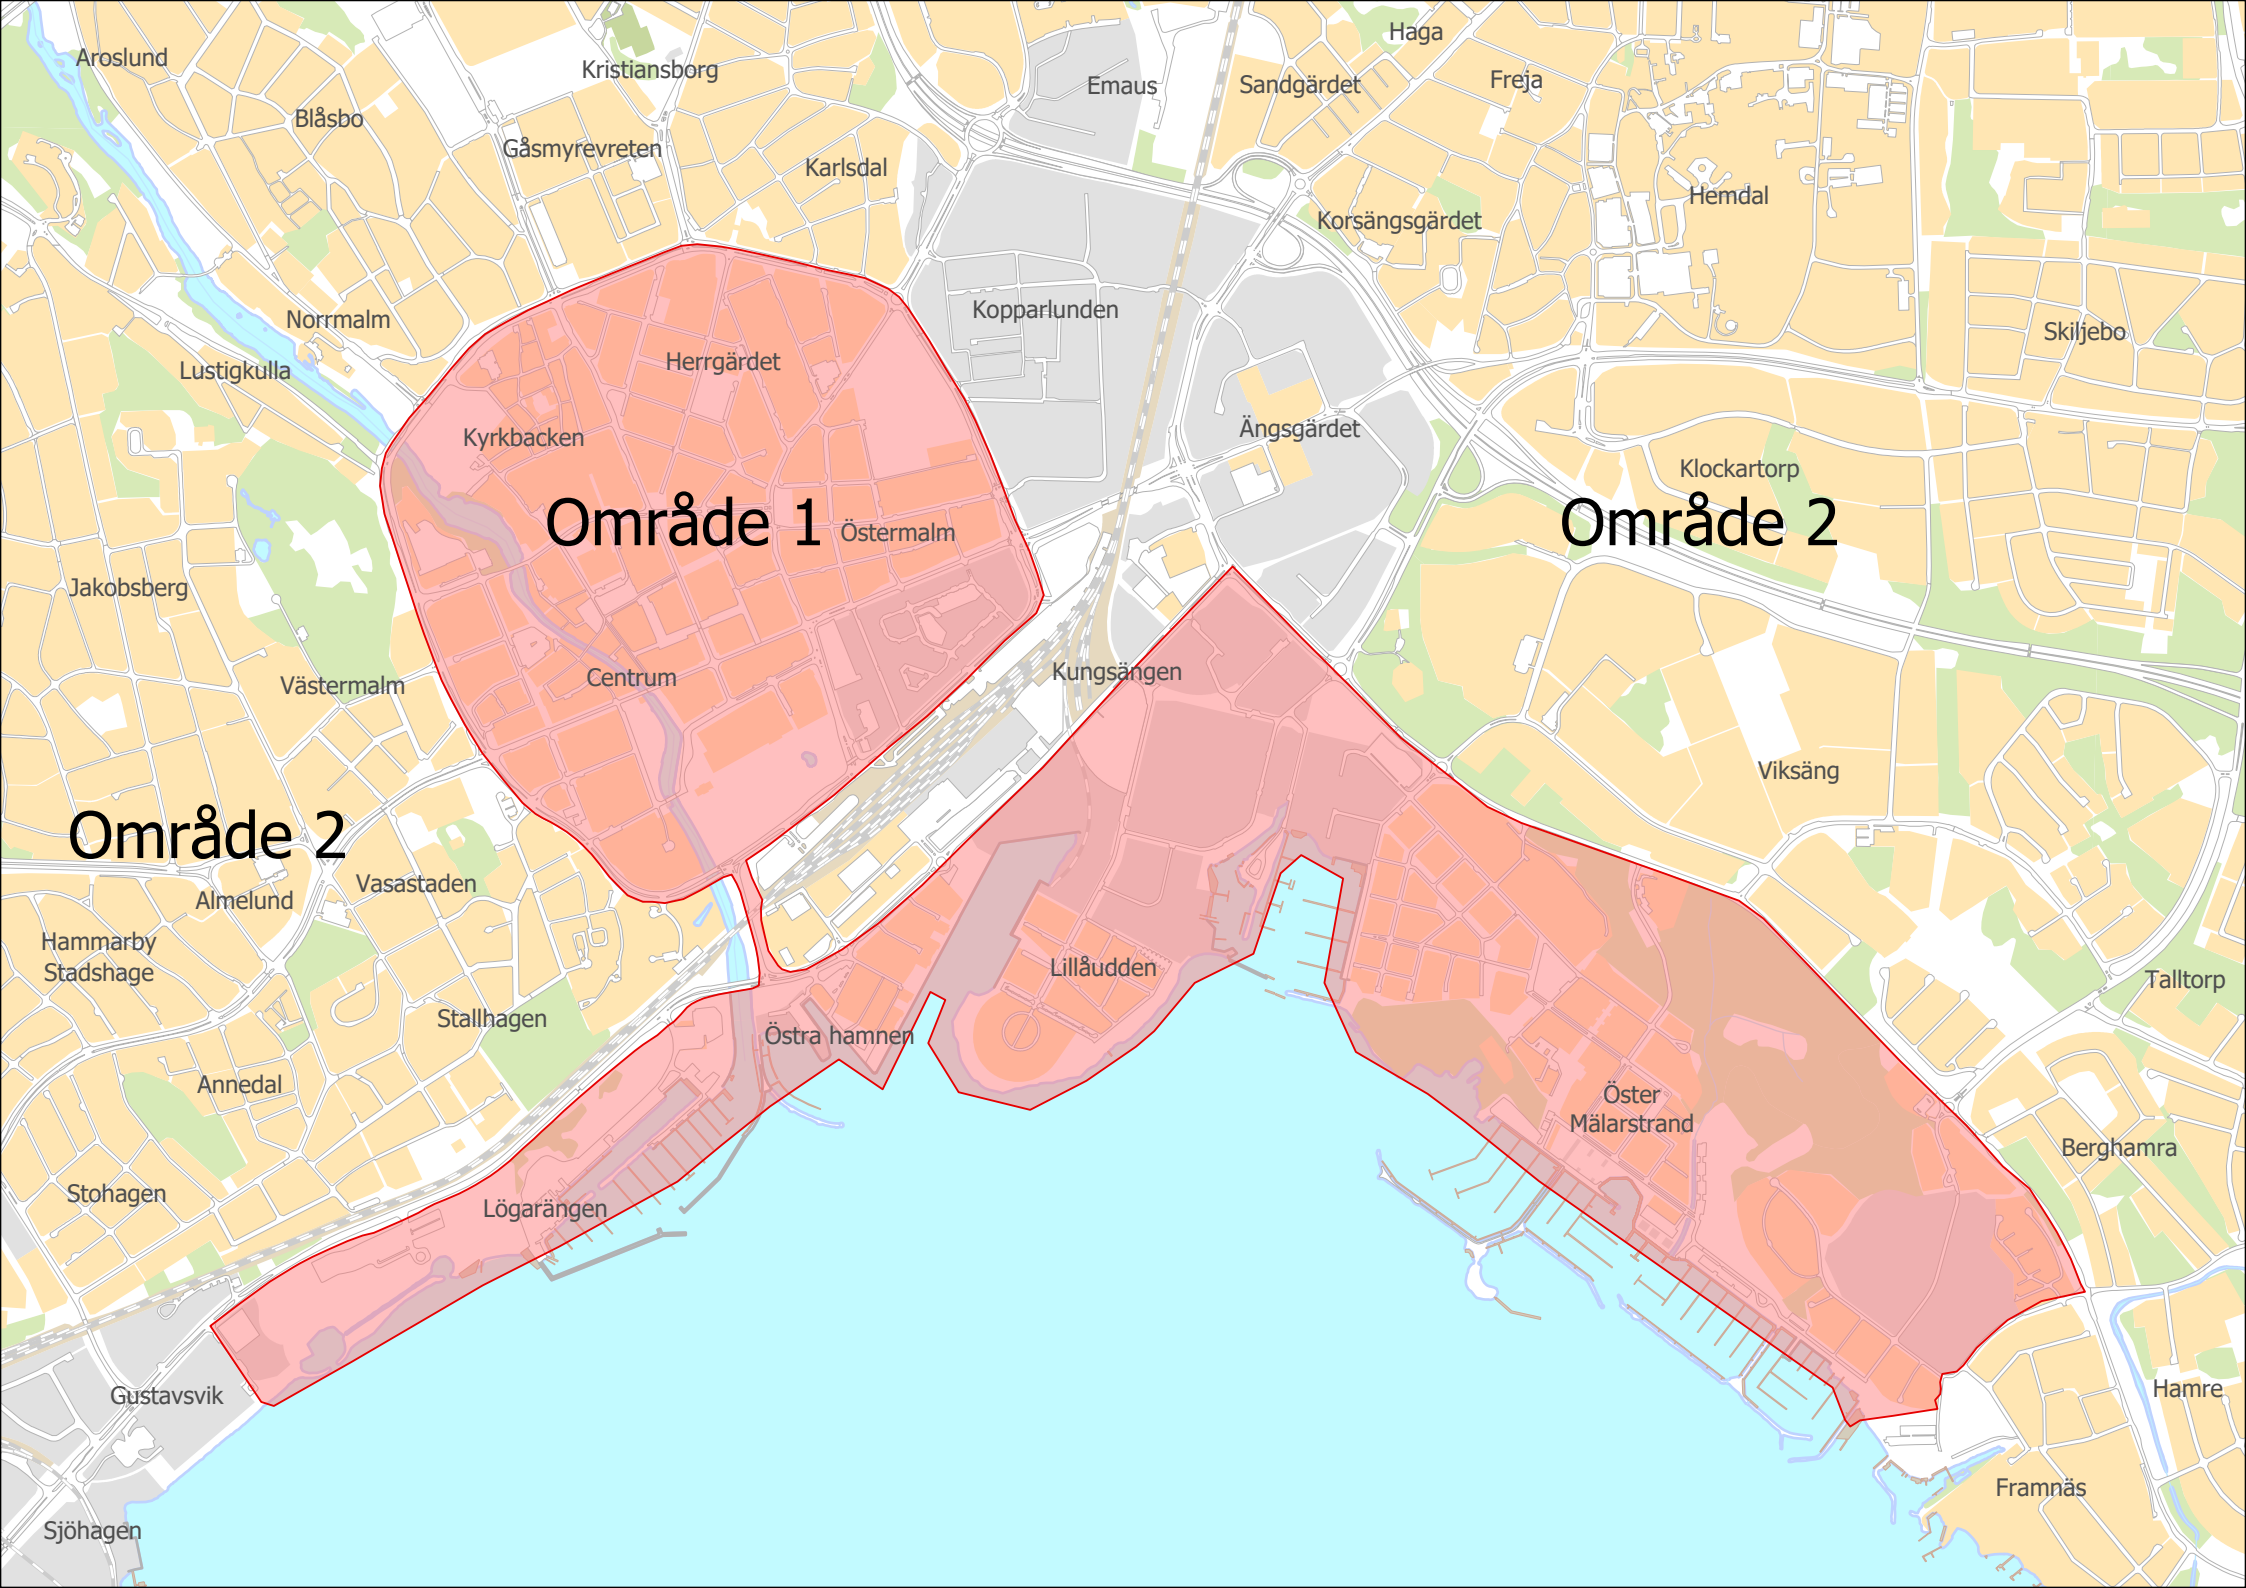 Haga
Aroslund
Kristiansborg
Emaus
Sandgärdet
Freja
Blåsbo
Gåsmyrevreten
Karlsdal
Hemdal
Korsängsgärdet
Norrmalm
Kopparlunden
Skiljebo
Lustigkulla
Herrgärdet
Kyrkbacken
Ängsgärdet
Klockartorp
Område 1
Östermalm
Område 2
Jakobsberg
Västermalm
Centrum
Kungsängen
Viksäng
Område 2
Almelund
Vasastaden
Hammarby
Stadshage
Lillåudden
Talltorp
Stallhagen
Östra hamnen
Annedal
Öster
Mälarstrand
Berghamra
Stohagen
Lögarängen
Gustavsvik
Hamre
Framnäs
Sjöhagen